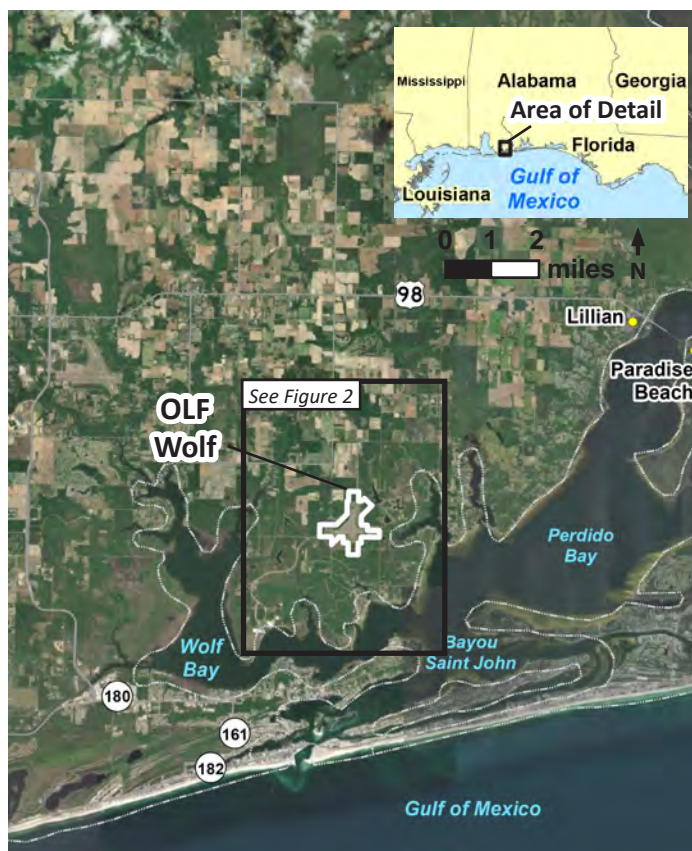 Mississippi Alabama Georgia
Area of Detail
Florida
Louisiana
Gulf of
Mexico
0 1 2
miles N
98
Lillian
Paradise
Beach
See Figure 2
OLF
Wolf
Perdido
Bay
Wolf
Bay
Bayou
Saint John
180
161
182
Gulf of Mexico